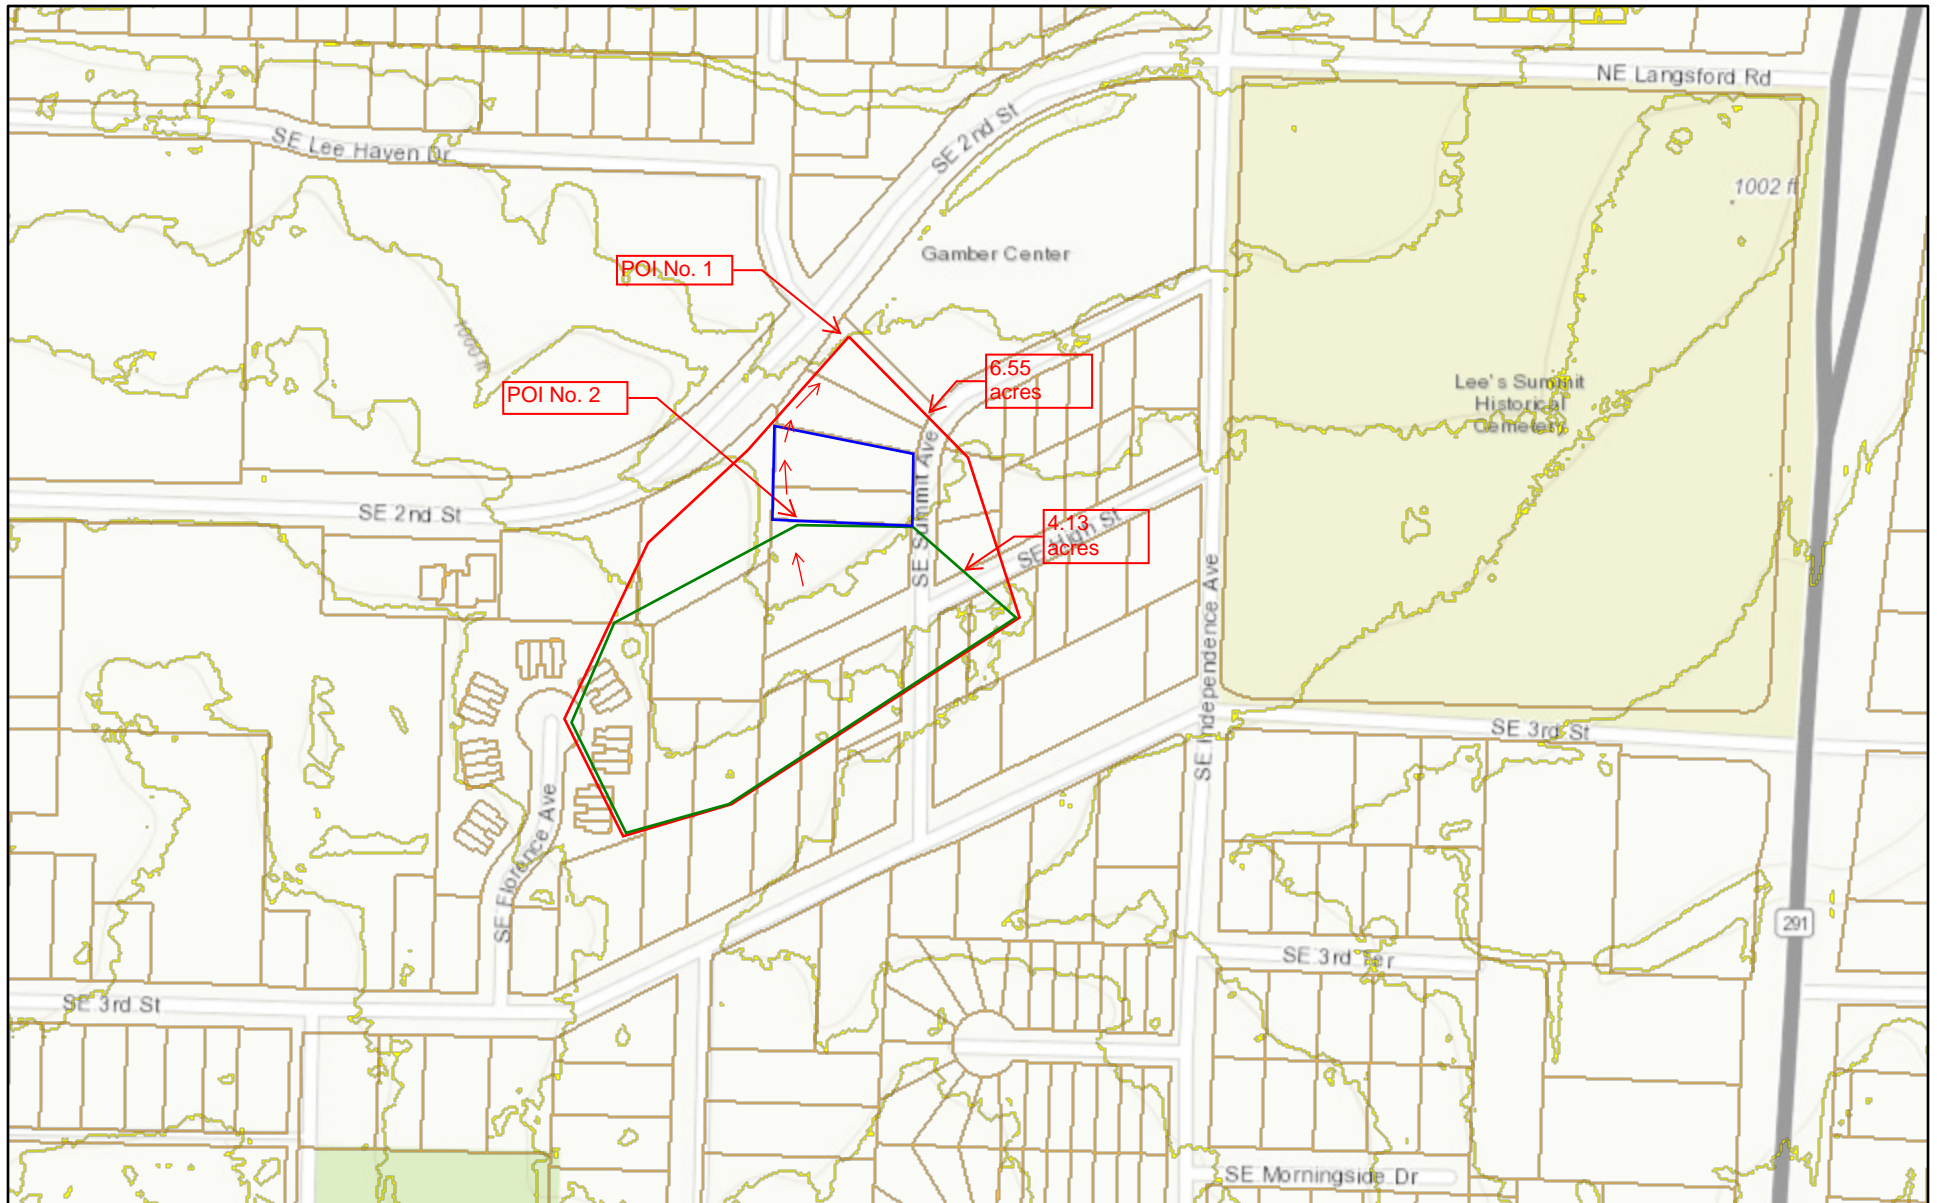 NE Langsford Rd
SE 2nd St
SE Lee Haven Dr
1002 ft
Gamber Center
POI No. 1
1000 ft
6.55
acres
POI No. 2
Lee's Summit
Historical
Cemetery
SE Summit Ave
SE 2nd St
4.13
acres
SE High St
SE Independence Ave
SE 3rd St
SE Florence Ave
291
SE 3rd Ter
SE 3rd St
SE Morningside Dr